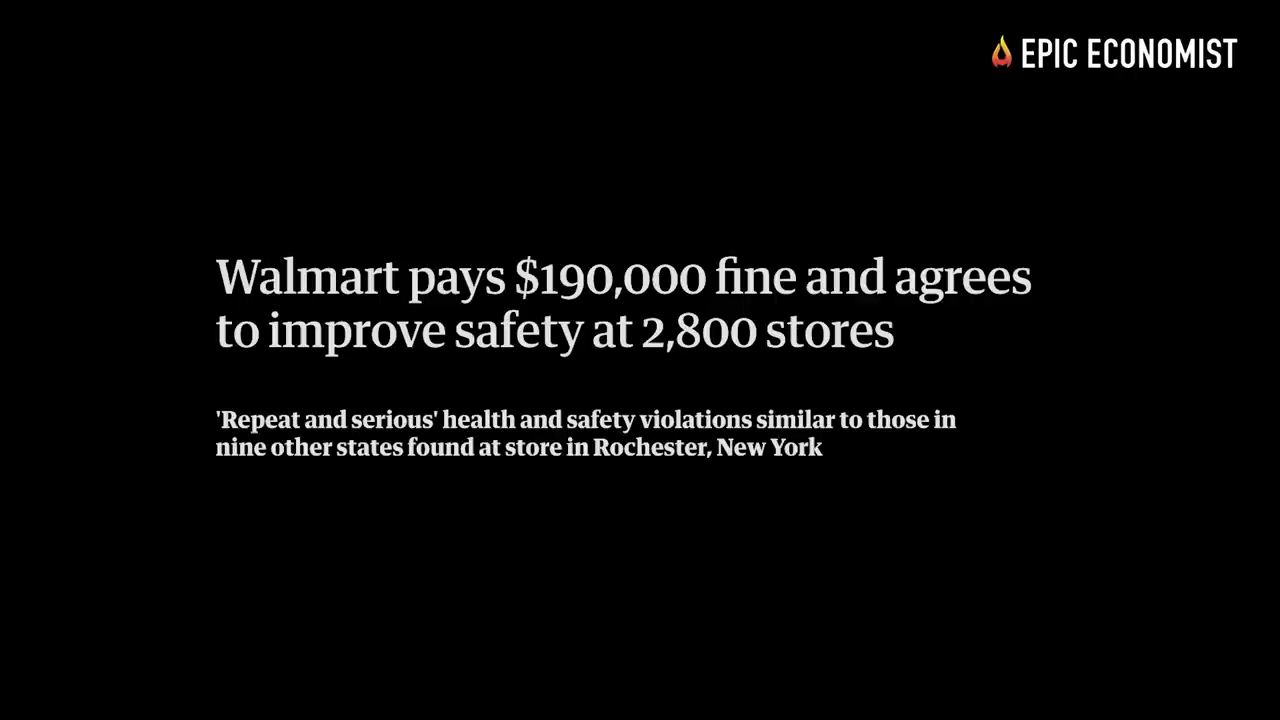 EPIC ECONOMIST
Walmart pays $190,000 fine and agrees
to improve safety at 2,800 stores
'Repeat and serious' health and safety violations similar to those in
nine other states found at store in Rochester, New York